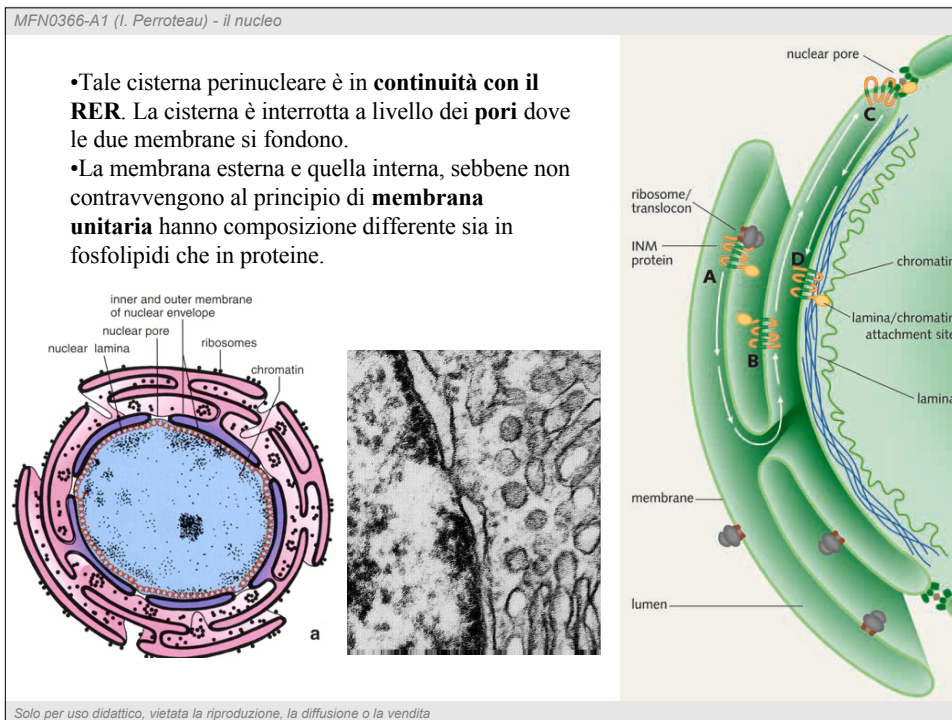 MFN0366-A1 (I. Perroteau) - il nucleo
•Tale cisterna perinucleare è in continuità con il
RER. La cisterna è interrotta a livello dei pori dove
le due membrane si fondono.
•La membrana esterna e quella interna, sebbene non
contravvengono al principio di membrana
unitaria hanno composizione differente sia in
fosfolipidi che in proteine.
inner and outer membrane
of nuclear envelope
nuclear pore
nuclear lamina
ribosomes
chromatin
a
nuclear pore
C
ribosome/
translocon
INM
protein
A
D
B
chromatin
lamina/chromatin
attachment site
lamina
membrane
lumen
Solo per uso didattico, vietata la riproduzione, la diffusione o la vendita